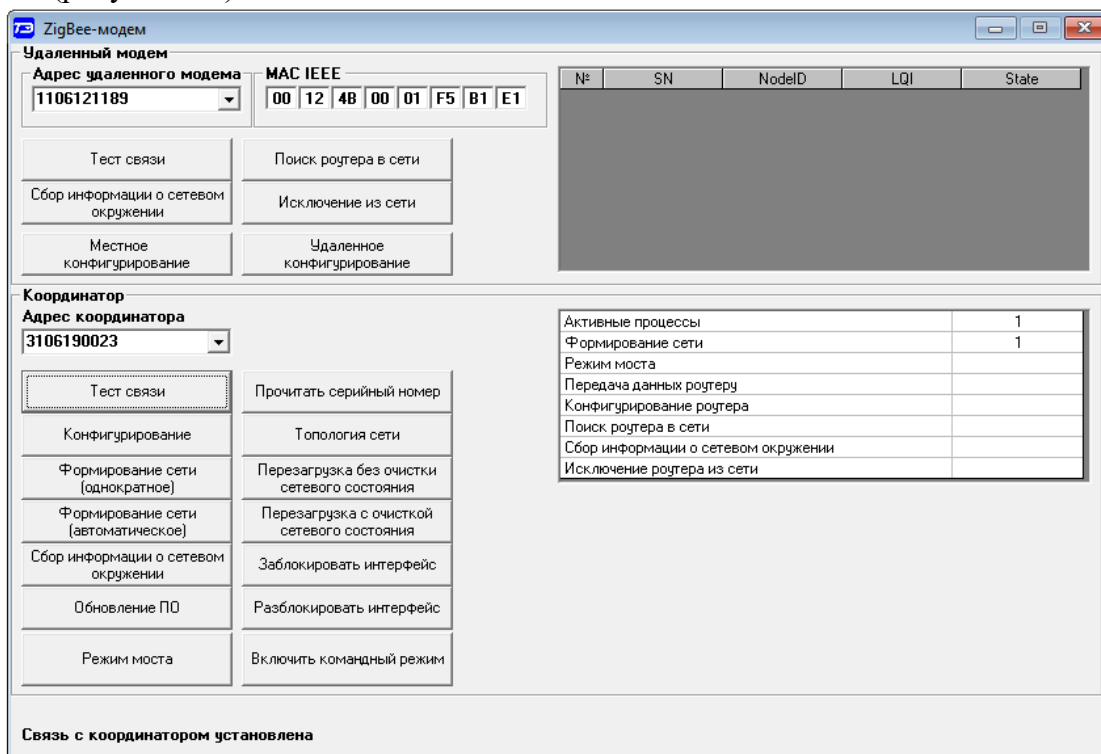 ZigBee-модем
Удаленный модем
Адрес удаленного модема
MAC IEEE
1106121189
00 12 4B 00 01 F5 B1 E1
№ SN NodeID LQI State
Тест связи
Поиск роутера в сети
Сбор информации о сетевом
окружении
Исключение из сети
Местное
конфигурирование
Удаленное
конфигурирование
Координатор
Адрес координатора
3106190023
Активные процессы 1
Формирование сети 1
Режим моста
Передача данных роутеру
Конфигурирование роутера
Поиск роутера в сети
Сбор информации о сетевом окружении
Исключение роутера из сети
Тест связи
Прочитать серийный номер
Конфигурирование
Топология сети
Формирование сети
(однократное)
Перезагрузка без очистки
сетевого состояния
Формирование сети
(автоматическое)
Перезагрузка с очисткой
сетевого состояния
Сбор информации о сетевом
окружении
Заблокировать интерфейс
Обновление ПО
Разблокировать интерфейс
Режим моста
Включить командный режим
Связь с координатором установлена